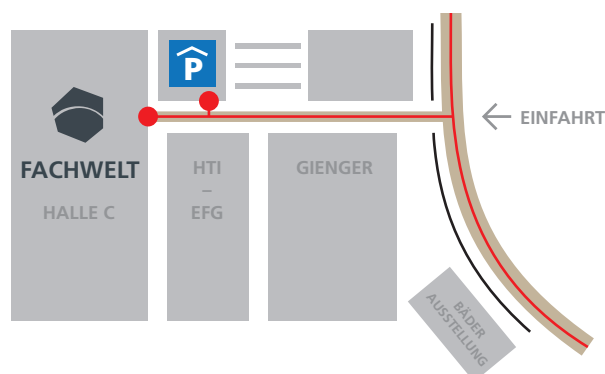 P
EINFAHRT
FACHWELT
HALLE C
HTI
–
EFG
GIENGER
BÄDER
AUSSTELLUNG